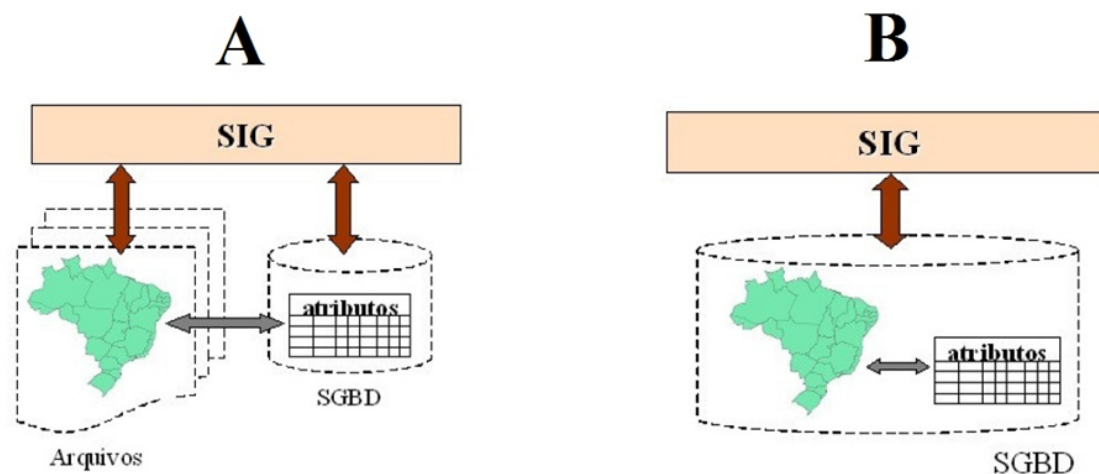 A
SIG
atributos
SGBD
Arquivos
B
SIG
atributos
SGBD